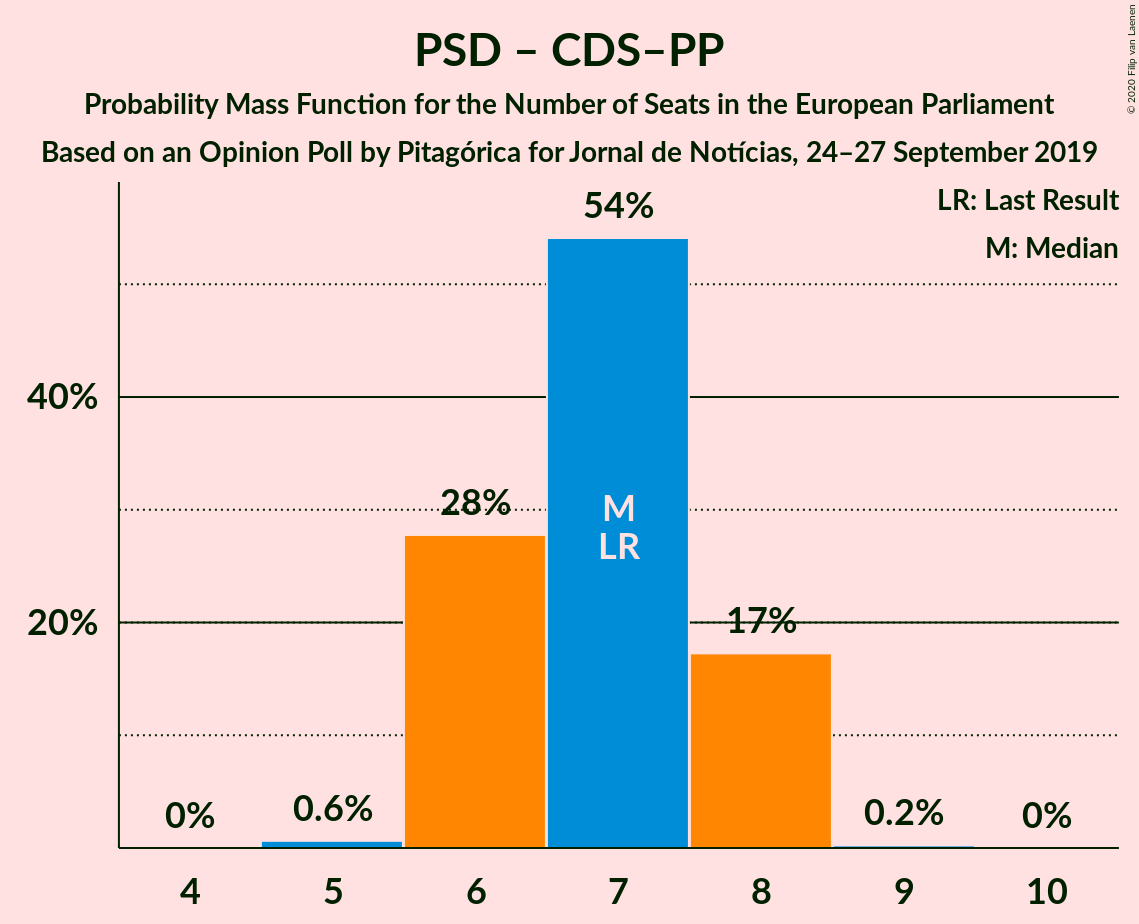 PSD – CDS–PP
Probability Mass Function for the Number of Seats in the European Parliament
Based on an Opinion Poll by Pitagórica for Jornal de Notícias, 24–27 September 2019
© 2020 Filip van Laenen
LR: Last Result
M: Median
54%
40%
28%
M
LR
20%
17%
0%
0.6%
0.2%
0%
4
5
6
7
8
9
10